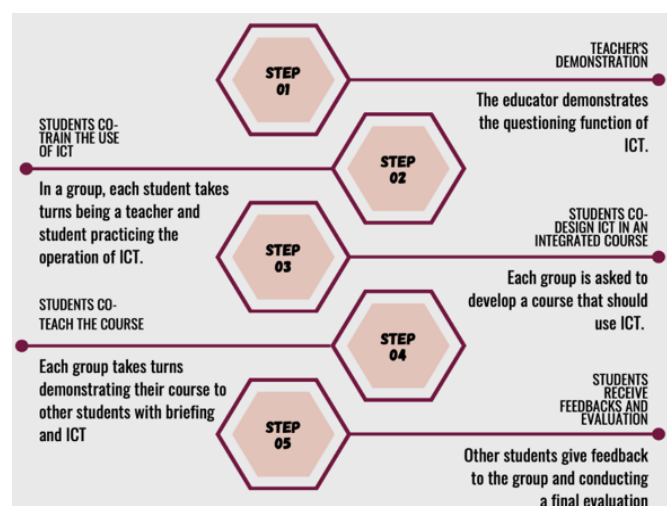 STEP
01
TEACHER'S
DEMONSTRATION
The educator demonstrates
the questioning function of
ICT.
STUDENTS CO-
TRAIN THE USE
OF ICT
STEP
02
In a group, each student takes
turns being a teacher and
student practicing the
operation of ICT.
STEP
03
STUDENTS CO-
DESIGN ICT IN AN
INTEGRATED COURSE
Each group is asked to
develop a course that should
use ICT.
STUDENTS CO-
TEACH THE COURSE
STEP
04
Each group takes turns
demonstrating their course to
other students with briefing
and ICT
STEP
05
STUDENTS
RECEIVE
FEEDBACKS AND
EVALUATION
Other students give feedback
to the group and conducting
a final evaluation